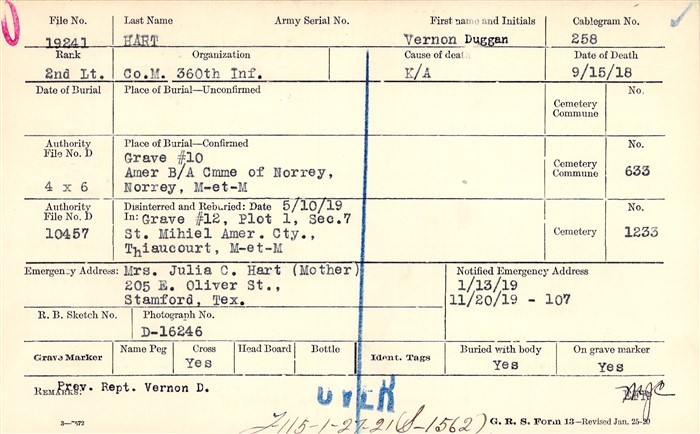 File No. Last Name Army Serial No. First name and Initials Cablegram No.
19241 HART Vernon Duggan 258
Rank Organization Cause of death Date of Death
2nd Lt. Co.M. 360th Inf. K/A 9/15/18
Date of Burial Place of Burial—Unconfirmed No.
Cemetery
Commune
Authority Place of Burial—Confirmed No.
File No. D Grave #10
Amer B/A Cmme of Norrey, Cemetery
4 x 6 Norrey, M-et-M Commune 633
Authority Disinterred and Reburied: Date 5/10/19 No.
File No. D In: Grave #12, Plot 1, Sec.7
10457 St. Mihiel Amer. Cty., Cemetery 1233
Thiaucourt, M-et-M
Emergency Address: Mrs. Julia C. Hart (Mother) Notified Emergency Address
205 E. Oliver St., 1/13/19
Stamford, Tex. 11/20/19 - 107
R. B. Sketch No. Photograph No.
D-16246
Grave Marker Name Peg Cross Head Board Bottle Ident. Tags Buried with body On grave marker
Yes Yes Yes
REMARKS: Prev. Rept. Vernon D.
OVER
3—7572 115-1-27-21 (S-1562) G. R. S. Form 13—Revised Jan. 25-20